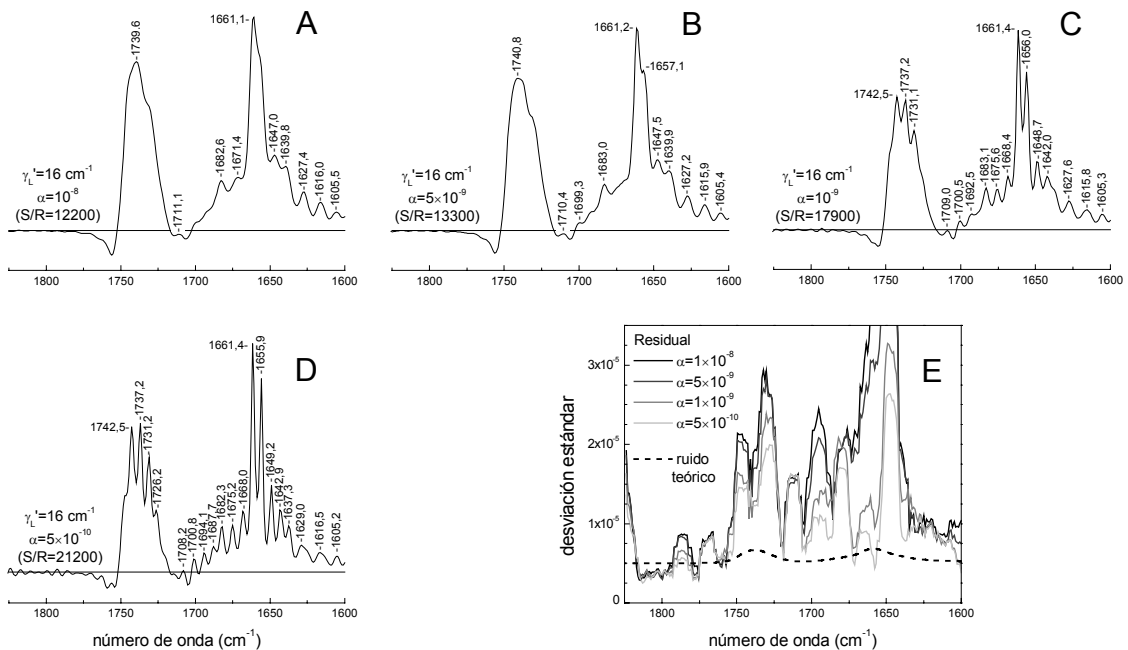 A
1739.6
1661,1-
1682,6
1671,4
1647,0
1639,8
1627,4
1616,0
1605,5
1711,1
γL'=16 cm-1
α=10-8
(S/R=12200)
1800 1750 1700 1650 1600
B
1740,8
1661,2-
-1657,1
1683,0
1647,5
1639,9
1627,2
1615,9
1605,4
1710,4
1699,3
γL'=16 cm-1
α=5×10-9
(S/R=13300)
1800 1750 1700 1650 1600
C
1742,5-
1737,2
1731,1
1661,4-
1656,0
1709,0
1700,5
1692,5
1683,1
1675,6
1668,4
1648,7
1642,0
1627,6
1615,8
1605,3
γL'=16 cm-1
α=10-9
(S/R=17900)
1800 1750 1700 1650 1600
D
1742,5-
1737,2
1731,2
1726,2
1661,4-
1655,9
1708,2
1700,8
1694,1
1687,7
1682,3
1675,2
1668,0
1649,2
1642,9
1637,3
1629,0
1616,5
1605,2
γL'=16 cm-1
α=5×10-10
(S/R=21200)
1800 1750 1700 1650 1600
número de onda (cm-1)
E
Residual
α=1×10-8
α=5×10-9
α=1×10-9
α=5×10-10
ruido
teórico
desviación estándar
3x10-5
2x10-5
1x10-5
0
1800 1750 1700 1650 1600
número de onda (cm-1)